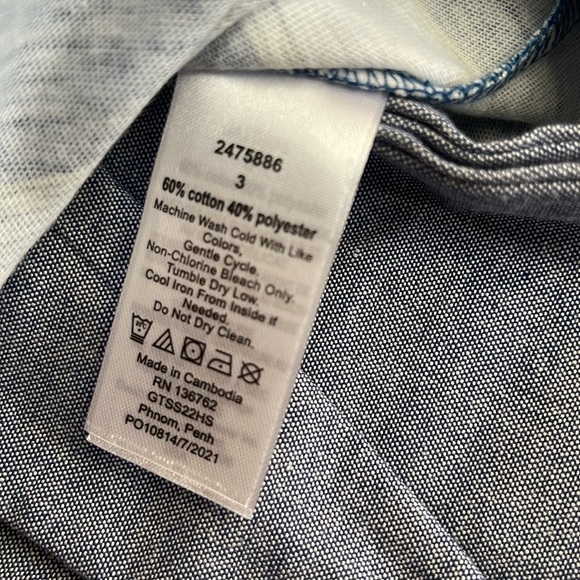 2475886
3
60% cotton 40% polyester
Machine Wash Cold With Like
Colors,
Gentle Cycle.
Non-Chlorine Bleach Only.
Tumble Dry Low.
Cool Iron From Inside if
Needed.
Do Not Dry Clean.
Made in Cambodia
RN 136762
GTSS22HS
Phnom, Penh
PO10814/7/2021